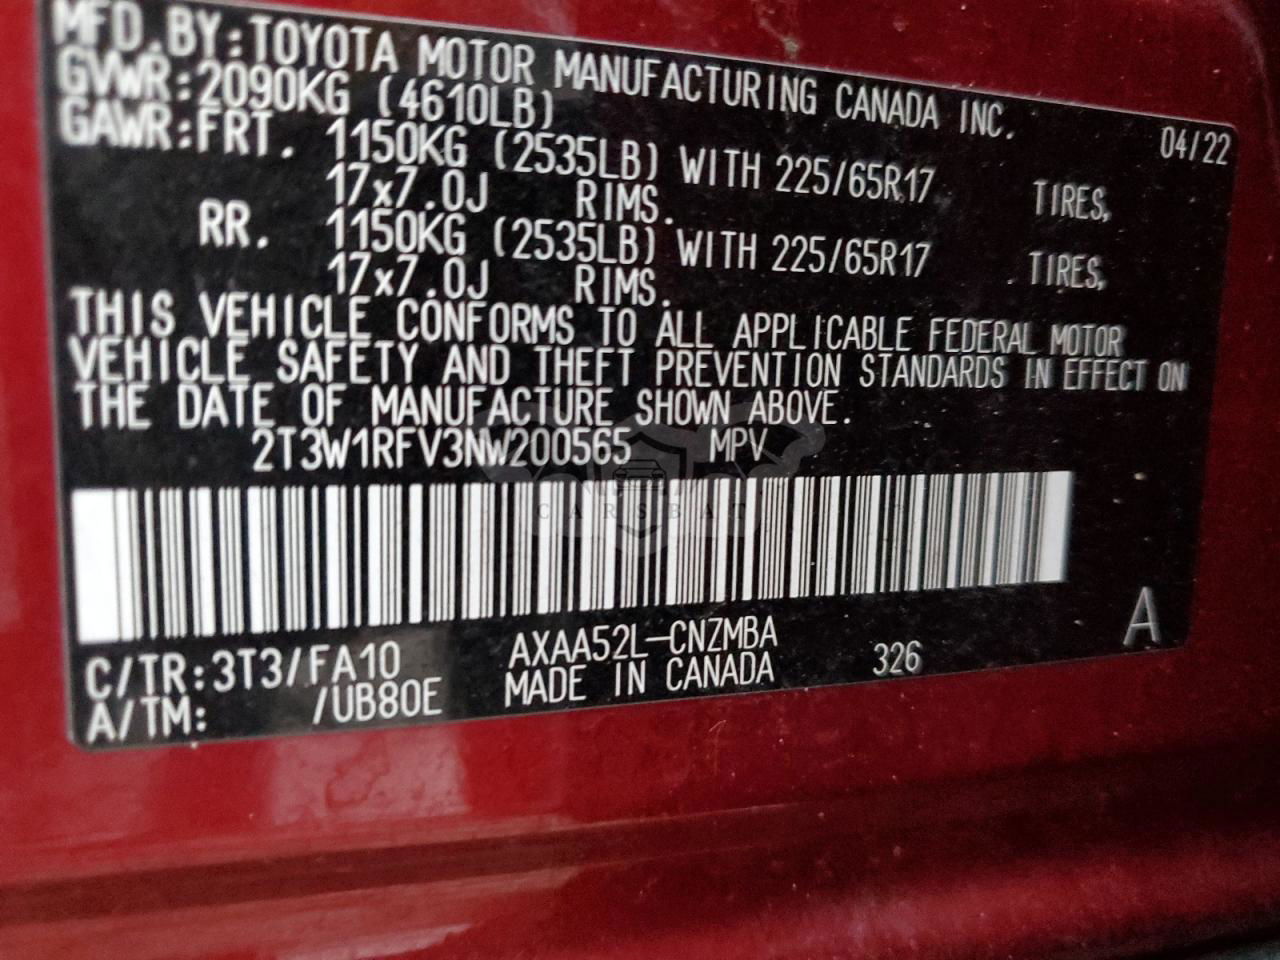 MFD.BY:TOYOTA MOTOR MANUFACTURING CANADA INC. 04/22
GVWR:2090KG (4610LB)
GAWR:FRT. 1150KG (2535LB) WITH 225/65R17 TIRES,
17x7.0J RIMS.
RR. 1150KG (2535LB) WITH 225/65R17 TIRES,
17x7.0J RIMS.
THIS VEHICLE CONFORMS TO ALL APPLICABLE FEDERAL MOTOR
VEHICLE SAFETY AND THEFT PREVENTION STANDARDS IN EFFECT ON
THE DATE OF MANUFACTURE SHOWN ABOVE.
2T3W1RFV3NW200565 MPV
CARSBAT
C/TR:3T3/FA10 AXAA52L-CNZMBA 326 A
A/TM: /UB80E MADE IN CANADA